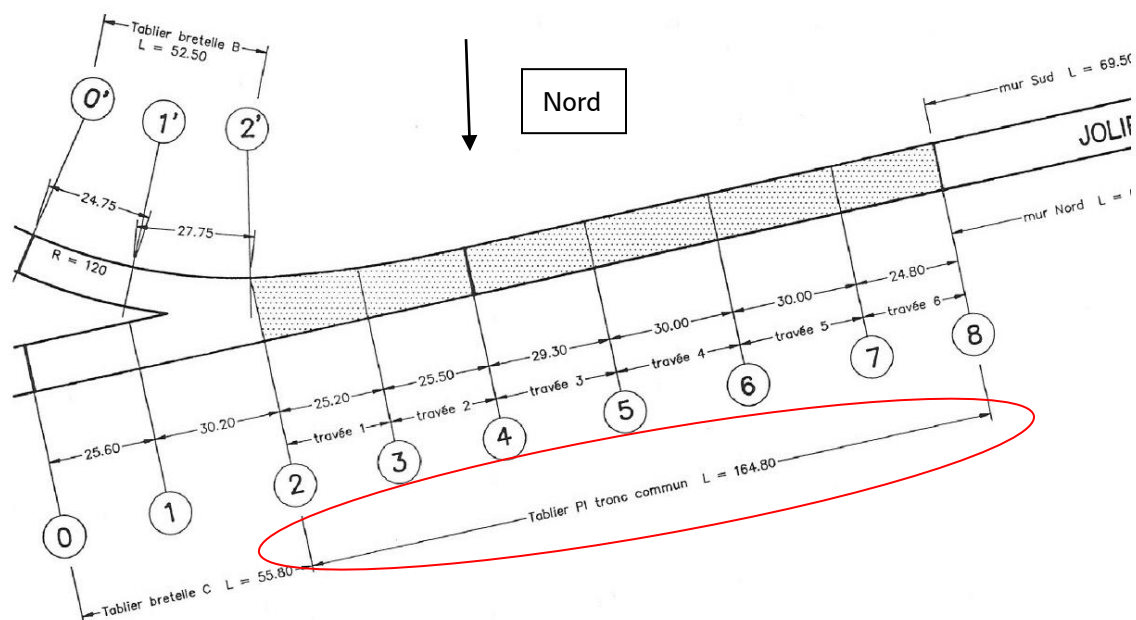 Tablier bretelle B
L = 52.50
Nord
mur Sud L = 69.50
0'
1'
2'
JOLIE
24.75
27.75
R = 120
mur Nord L =
24.80
30.00
travée 6
30.00
travée 5
8
29.30
travée 4
7
25.50
travée 3
6
25.20
travée 2
5
30.20
travée 1
4
25.60
3
2
1
0
Tablier PI tronc commun L = 164.80
Tablier bretelle C L = 55.80